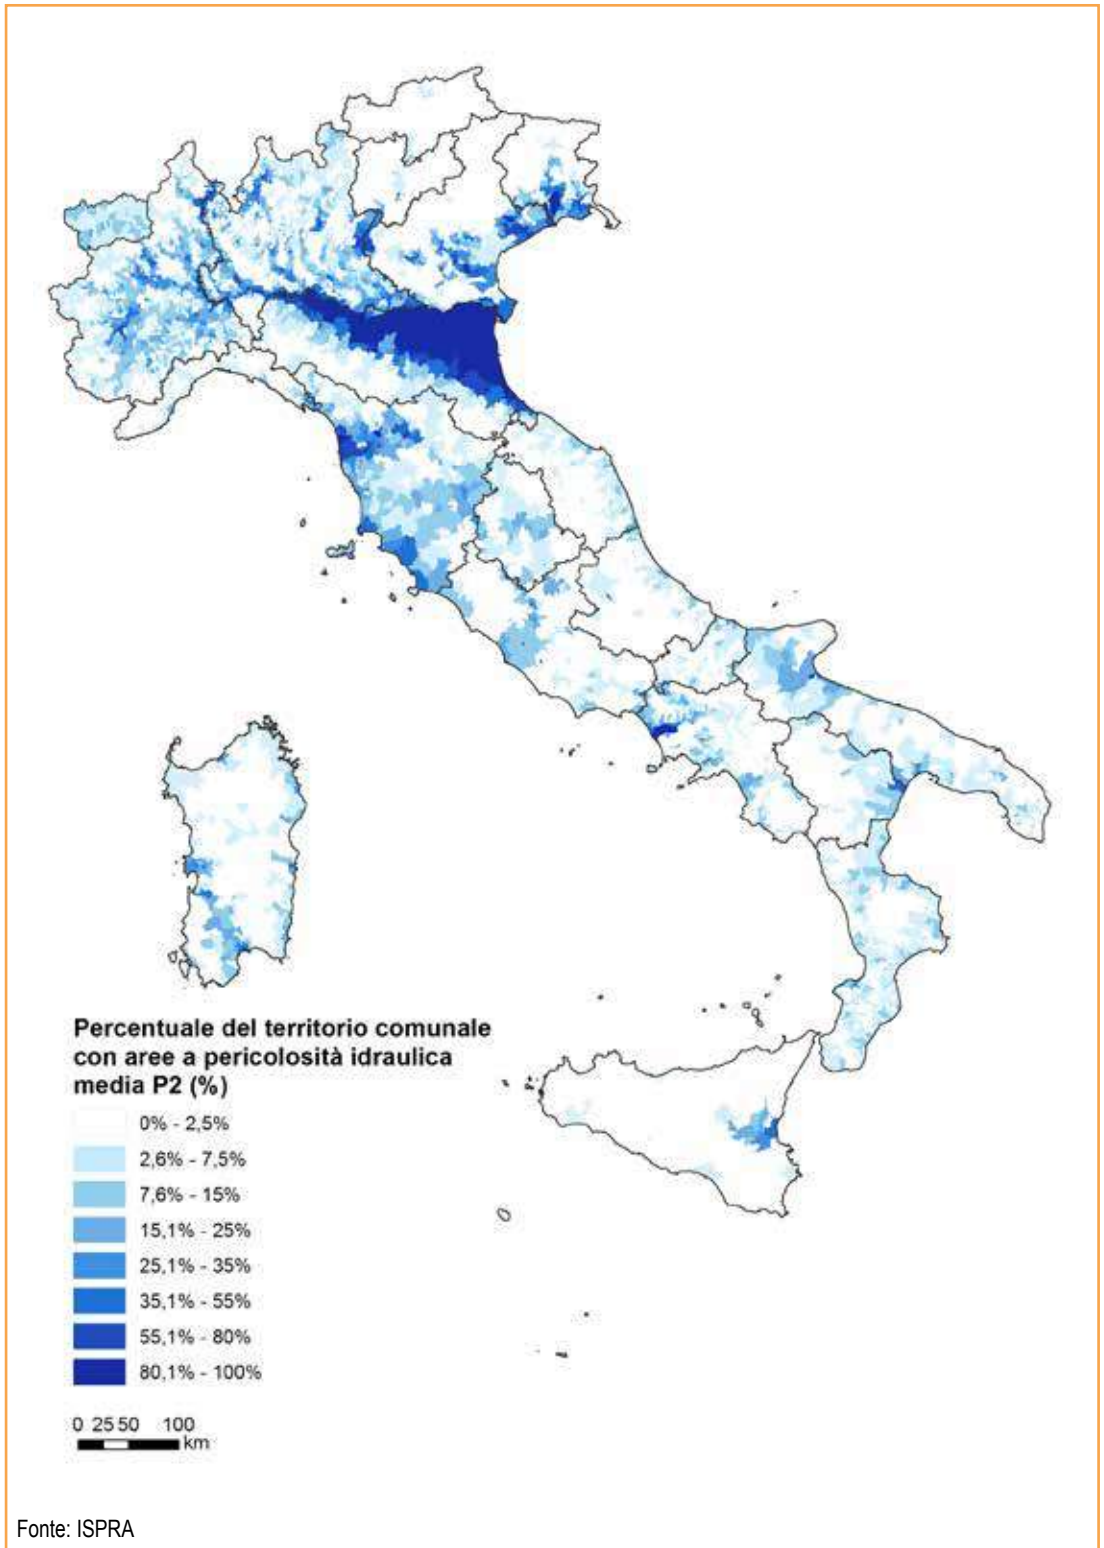 Percentuale del territorio comunale
con aree a pericolosità idraulica
media P2 (%)
0% - 2,5%
2,6% - 7,5%
7,6% - 15%
15,1% - 25%
25,1% - 35%
35,1% - 55%
55,1% - 80%
80,1% - 100%
0 25 50 100
km
Fonte: ISPRA